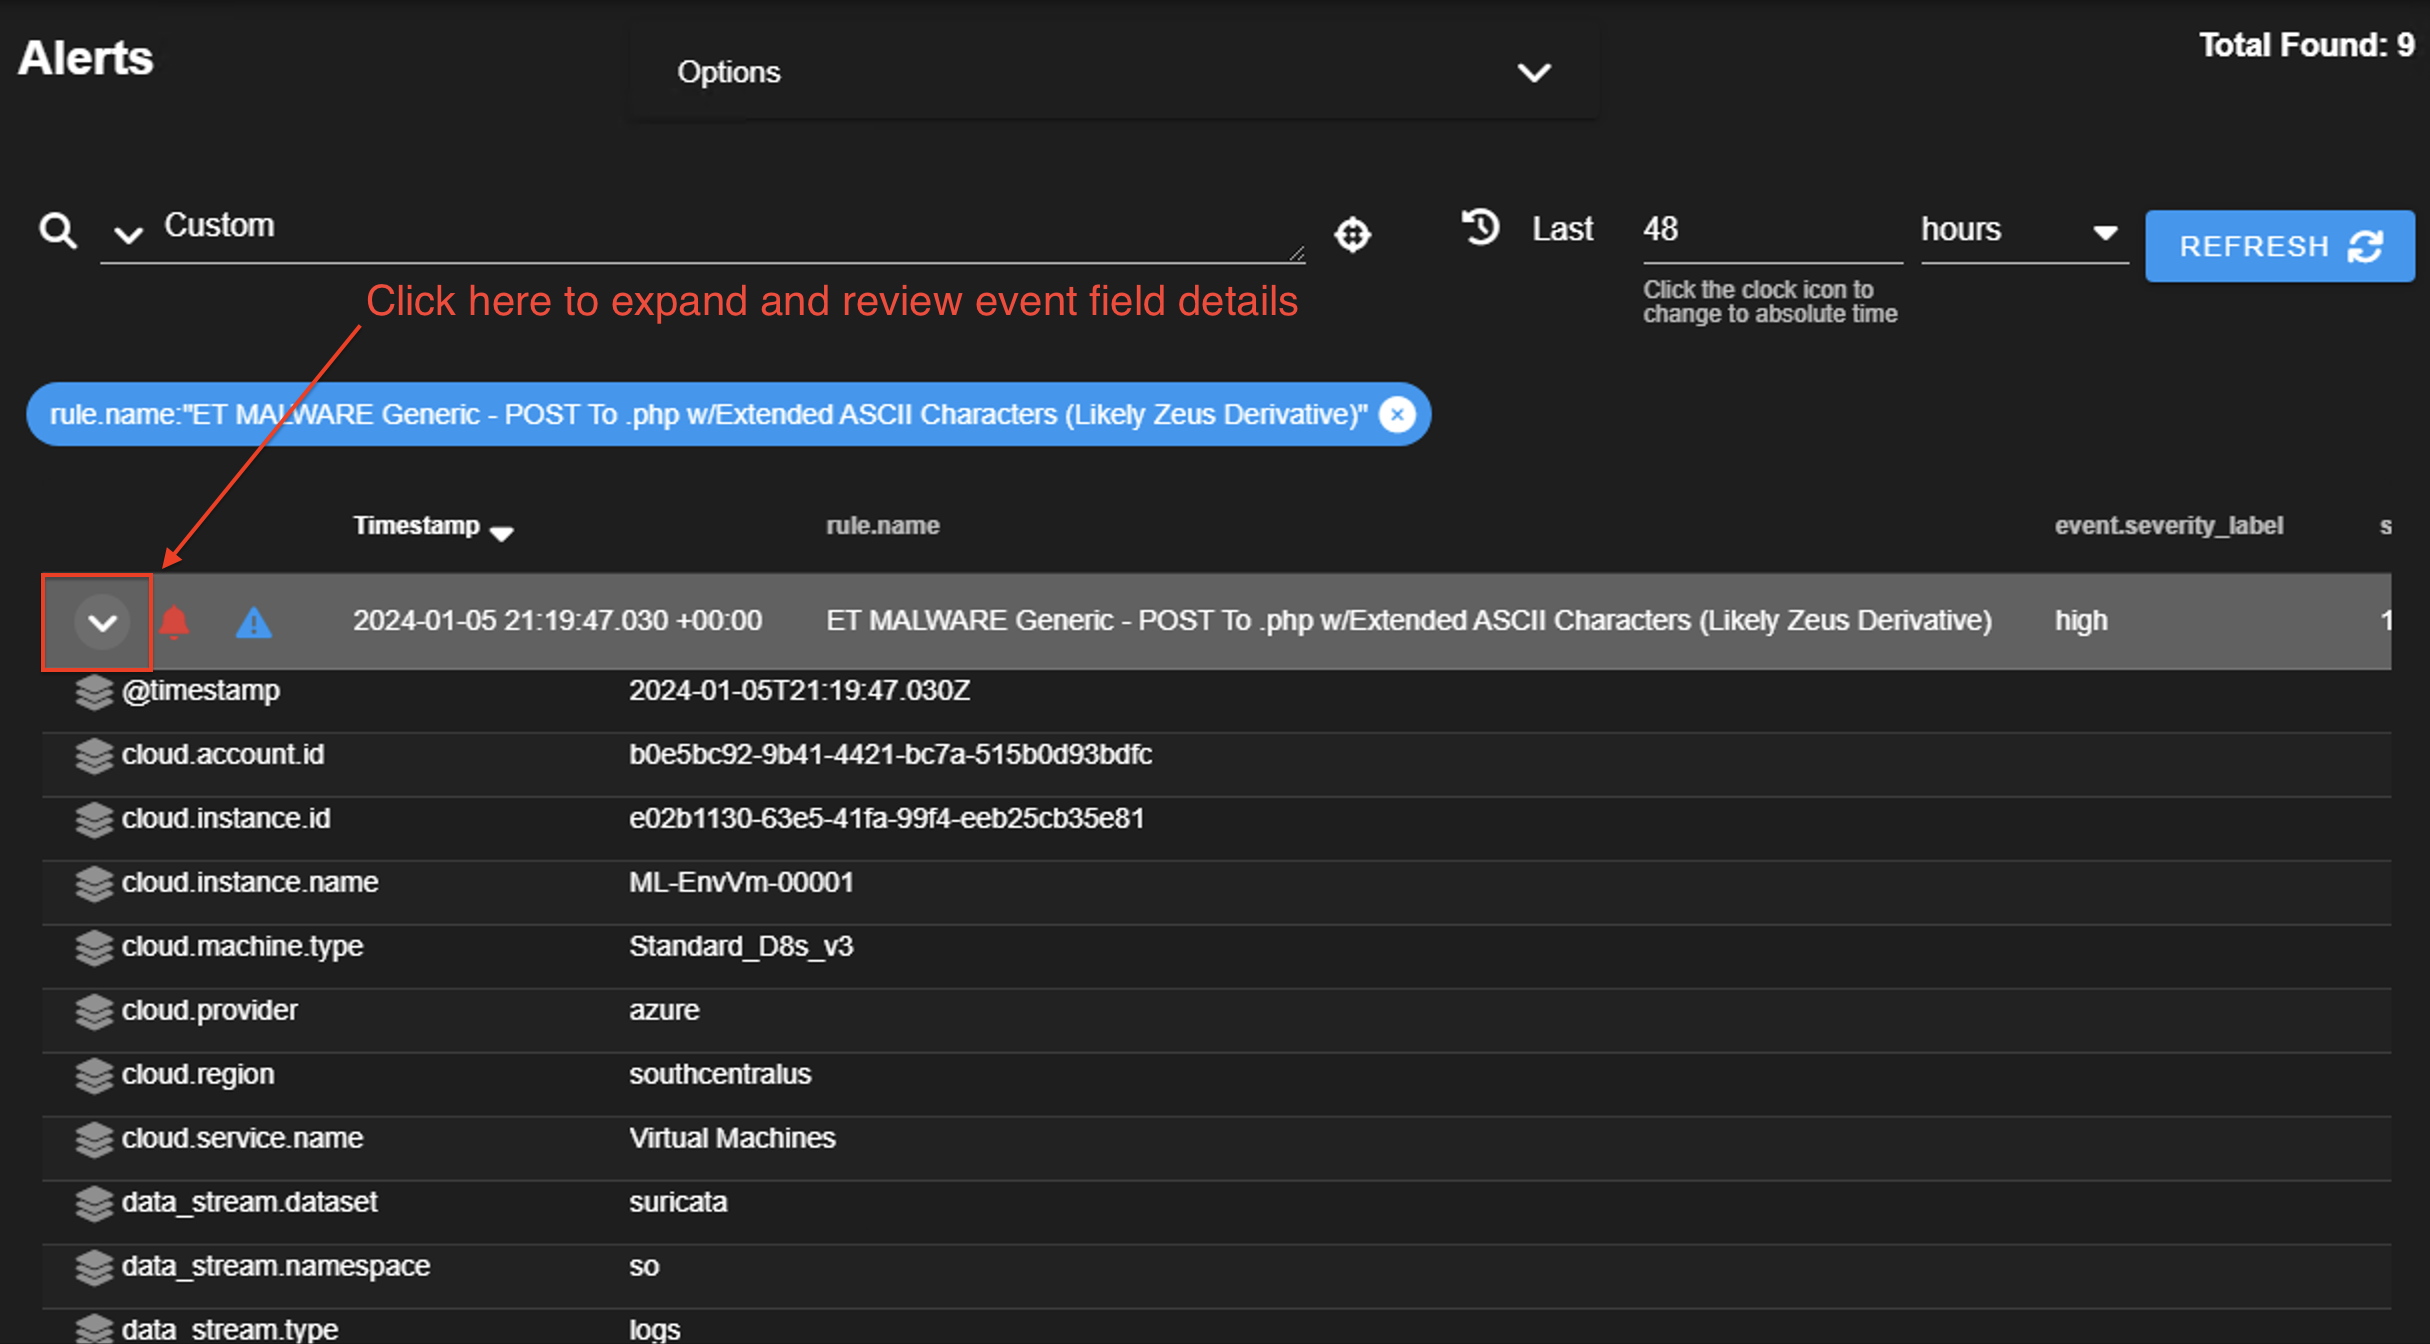 Alerts
Options
Total Found: 9
Custom
Last
48
hours
REFRESH
Click the clock icon to
change to absolute time
Click here to expand and review event field details
rule.name:"ET MALWARE Generic - POST To .php w/Extended ASCII Characters (Likely Zeus Derivative)"
Timestamp rule.name event.severity_label s
2024-01-05 21:19:47.030 +00:00 ET MALWARE Generic - POST To .php w/Extended ASCII Characters (Likely Zeus Derivative) high 1
@timestamp 2024-01-05T21:19:47.030Z
cloud.account.id b0e5bc92-9b41-4421-bc7a-515b0d93bdfc
cloud.instance.id e02b1130-63e5-41fa-99f4-eeb25cb35e81
cloud.instance.name ML-EnvVm-00001
cloud.machine.type Standard_D8s_v3
cloud.provider azure
cloud.region southcentralus
cloud.service.name Virtual Machines
data_stream.dataset suricata
data_stream.namespace so
data_stream.type logs